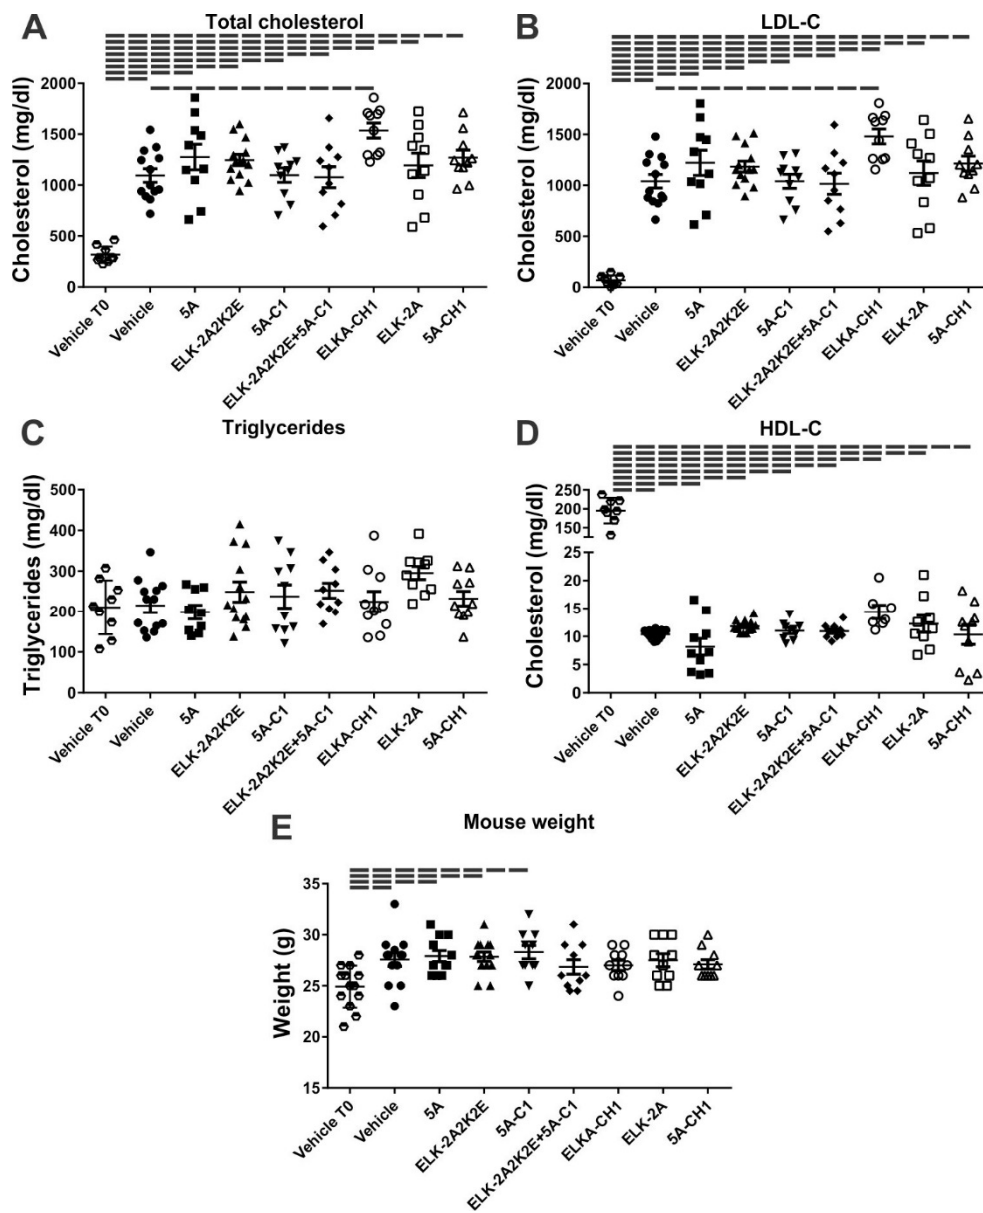 A
Total cholesterol
Cholesterol (mg/dl)
2000
1500
1000
500
0
Vehicle T0
Vehicle
5A
ELK-2A2K2E
5A-C1
ELK-2A2K2E+5A-C1
ELKA-CH1
ELK-2A
5A-CH1
B
LDL-C
Cholesterol (mg/dl)
2000
1500
1000
500
0
Vehicle T0
Vehicle
5A
ELK-2A2K2E
5A-C1
ELK-2A2K2E+5A-C1
ELKA-CH1
ELK-2A
5A-CH1
C
Triglycerides
Triglycerides (mg/dl)
500
400
300
200
100
0
Vehicle T0
Vehicle
5A
ELK-2A2K2E
5A-C1
ELK-2A2K2E+5A-C1
ELKA-CH1
ELK-2A
5A-CH1
D
HDL-C
Cholesterol (mg/dl)
250
200
150
25
20
15
10
5
0
Vehicle T0
Vehicle
5A
ELK-2A2K2E
5A-C1
ELK-2A2K2E+5A-C1
ELKA-CH1
ELK-2A
5A-CH1
E
Mouse weight
Weight (g)
35
30
25
20
15
Vehicle T0
Vehicle
5A
ELK-2A2K2E
5A-C1
ELK-2A2K2E+5A-C1
ELKA-CH1
ELK-2A
5A-CH1